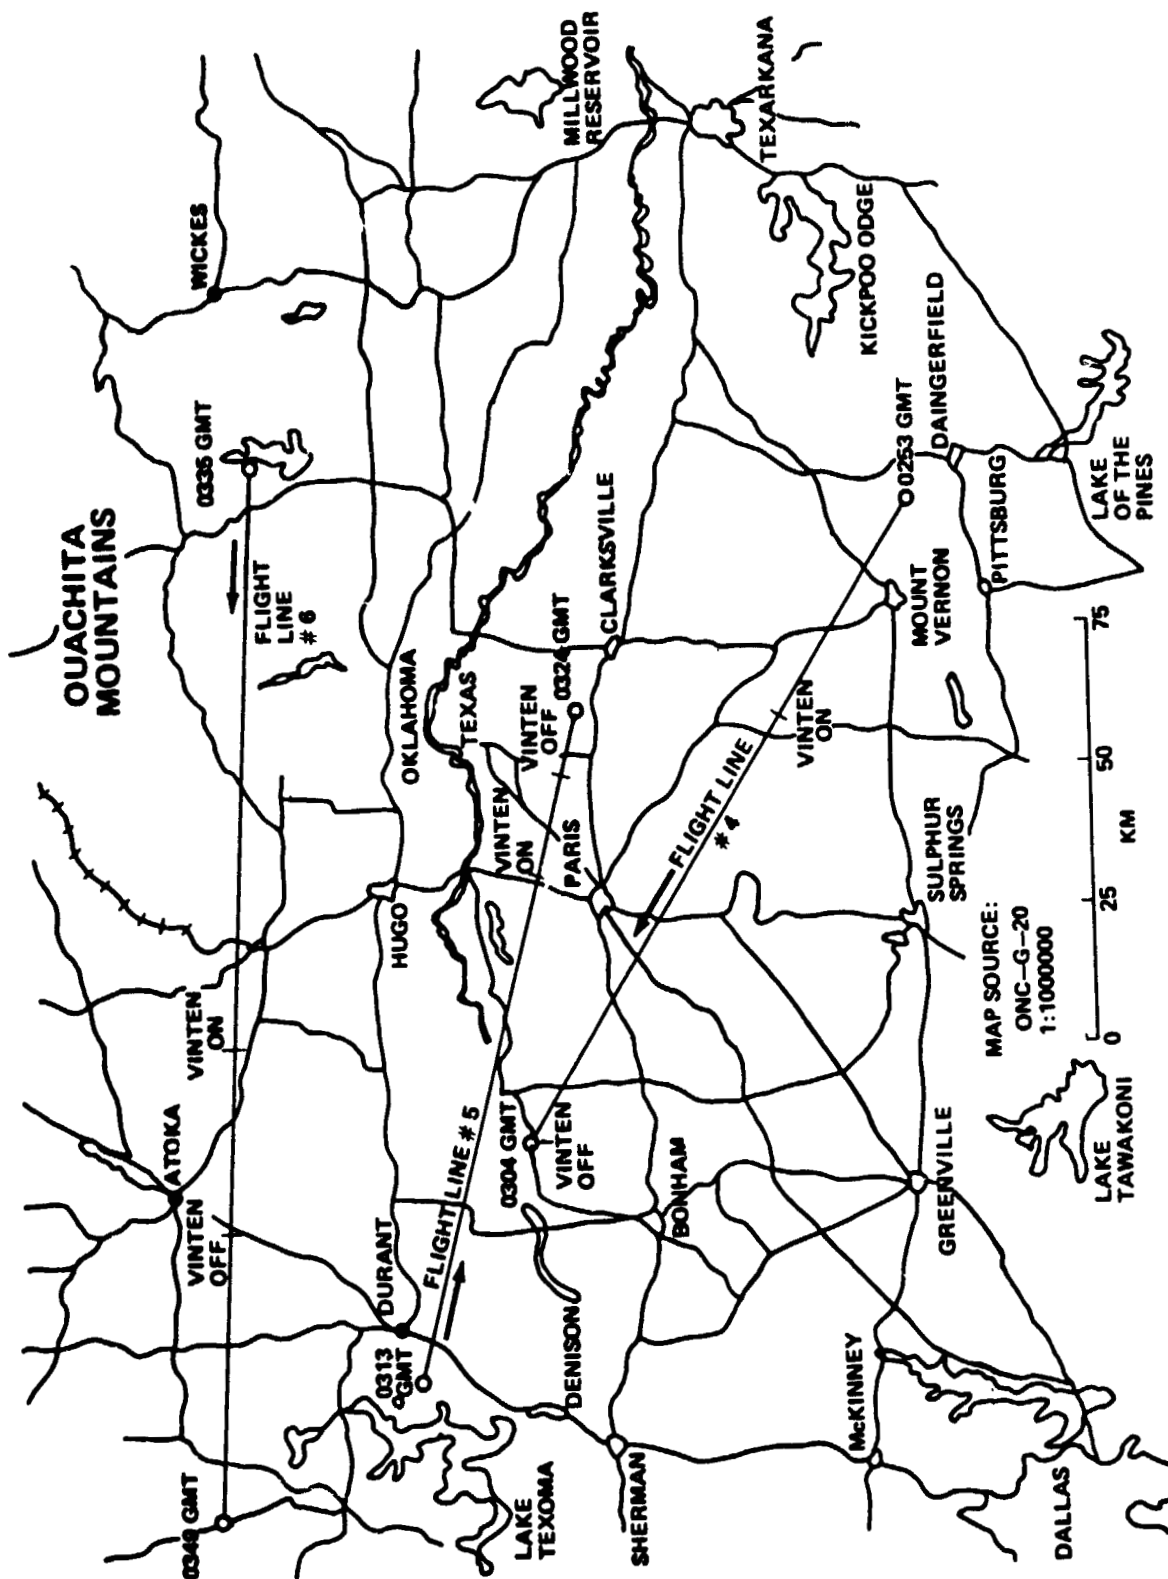 OUACHITA
MOUNTAINS
WICKES
0335 GMT
FLIGHT
LINE
# 6
0349 GMT
VINTEN
OFF
ATOKA
VINTEN
ON
DURANT
HUGO
OKLAHOMA
TEXAS
0313
GMT
FLIGHT LINE # 5
LAKE
TEXOMA
0304 GMT
VINTEN
OFF
VINTEN
ON
VINTEN
OFF
0324 GMT
MILLWOOD
RESERVOIR
DENISON
PARIS
CLARKSVILLE
SHERMAN
BONHAM
FLIGHT LINE
# 4
TEXARKANA
VINTEN
ON
McKINNEY
KICKPOO ODGE
0253 GMT
GREENVILLE
SULPHUR
SPRINGS
MOUNT
VERNON
DAINGERFIELD
PITTSBURG
MAP SOURCE:
ONC–G–20
1:1000000
DALLAS
LAKE
TAWAKONI
LAKE
OF THE
PINES
0
25
50
75
KM